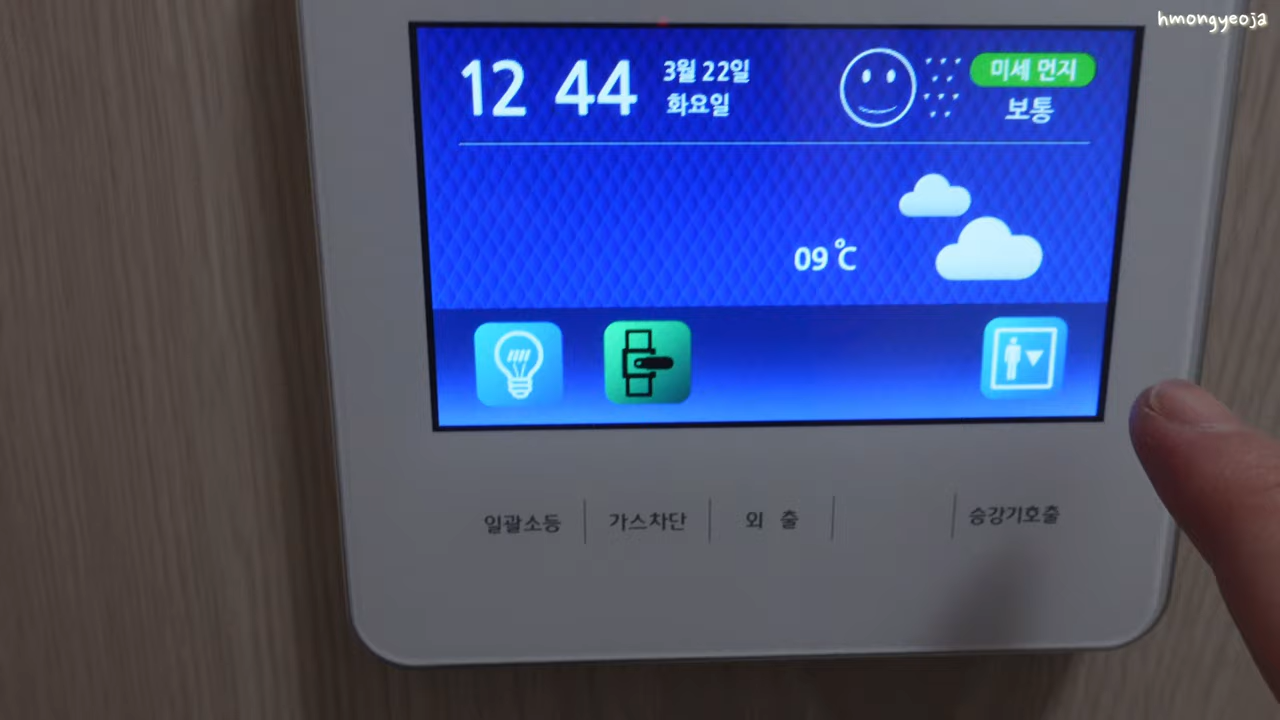 hmongyeoja
12 44
3월 22일
화요일
미세 먼지
보통
09℃
일괄소등
가스차단
외 출
승강기호출